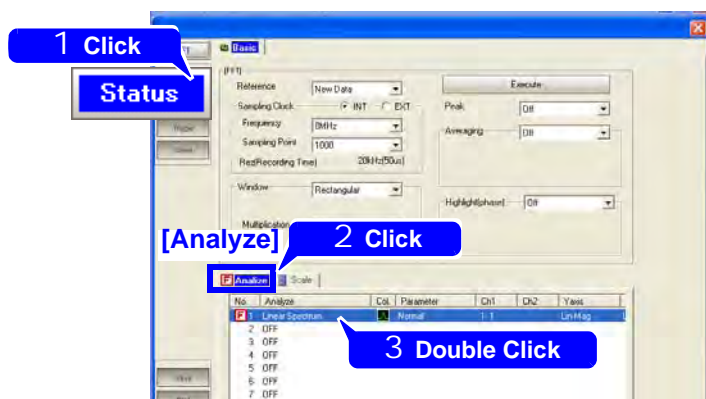 1 Click
Status
Basic
[FFT]
Reference New Data
Execute
Sampling Clock INT EXT
Peak Off
Frequency 8MHz
Averaging Off
Sampling Point 1000
Res(Recording Time) 20kHz(50us)
Window Rectangular
Highlight(phase) Off
Multiplication
[Analyze]
2 Click
F Analize Scale
No. Analyze Col. Parameter Ch1 Ch2 Yaxis
F 1 Linear Spectrum Normal 1-1 Lin-Mag
2 OFF
3 OFF
3 Double Click
4 OFF
5 OFF
6 OFF
7 OFF